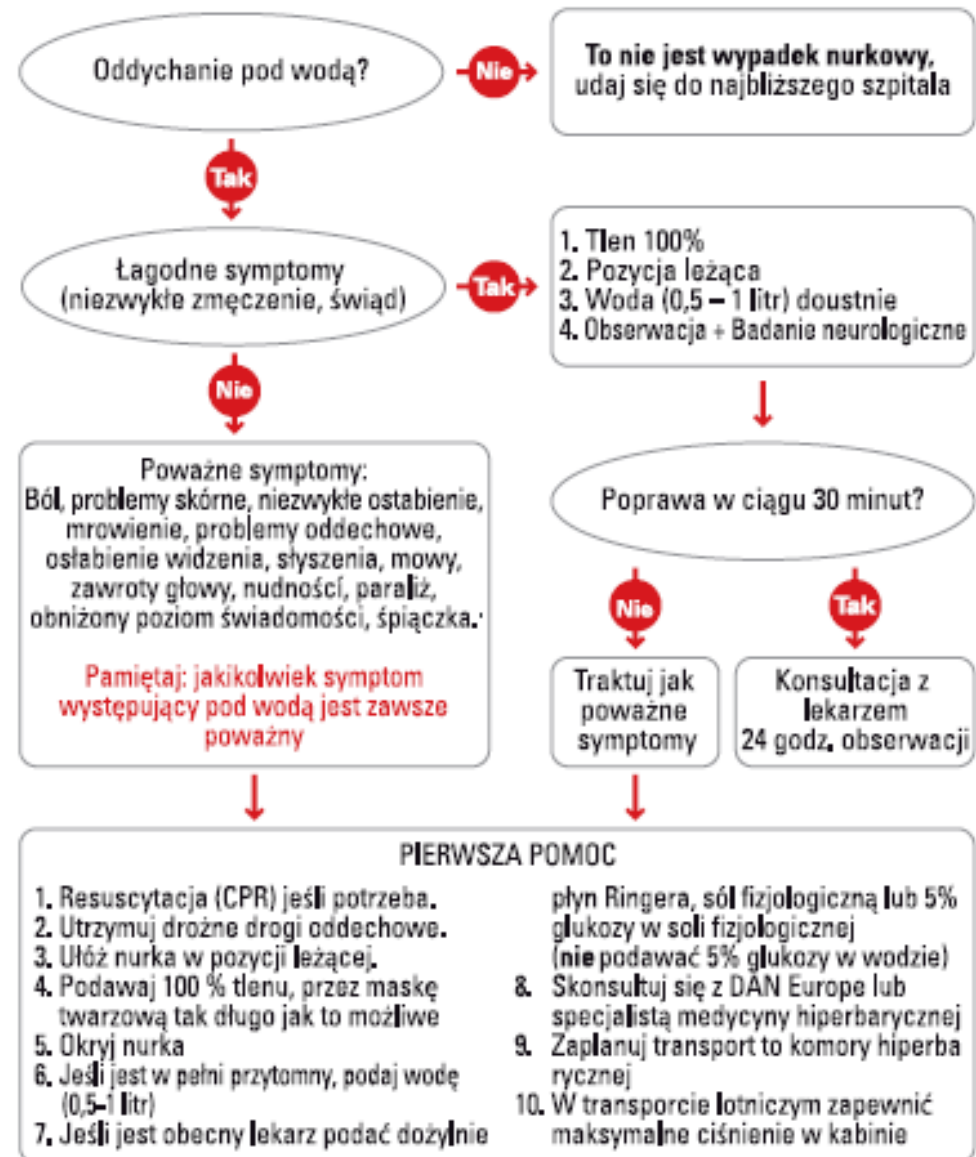 Oddychanie pod wodą?
Nie
To nie jest wypadek nurkowy,
udaj się do najbliższego szpitala
Tak
Łagodne symptomy
(niezwykłe zmęczenie, świąd)
Tak
1. Tlen 100%
2. Pozycja leżąca
3. Woda (0,5 – 1 litr) doustnie
4. Obserwacja + Badanie neurologiczne
Nie
Poważne symptomy:
Ból, problemy skórne, niezwykłe ostabienie,
mrowienie, problemy oddechowe,
osłabienie widzenia, słyszenia, mowy,
zawroty głowy, nudności, paraliż,
obniżony poziom świadomości, śpiączka.
Pamiętaj: jakikolwiek symptom
występujący pod wodą jest zawsze
poważny
Poprawa w ciągu 30 minut?
Nie
Tak
Traktuj jak
poważne
symptomy
Konsultacja z
lekarzem
24 godz. obserwacji
PIERWSZA POMOC
1. Resuscytacja (CPR) jeśli potrzeba.
2. Utrzymuj drożne drogi oddechowe.
3. Ułóż nurka w pozycji leżącej.
4. Podawaj 100 % tlenu, przez maskę
twarzową tak długo jak to możliwe
5. Okryj nurka
6. Jeśli jest w pełni przytomny, podaj wodę
(0,5-1 litr)
7. Jeśli jest obecny lekarz podać dożylnie
płyn Ringera, sól fizjologiczną lub 5%
glukozy w soli fizjologicznej
(nie podawać 5% glukozy w wodzie)
8. Skonsultuj się z DAN Europe lub
specjalistą medycyny hiperbarycznej
9. Zaplanuj transport to komory hiperba
rycznej
10. W transporcie lotniczym zapewnić
maksymalne ciśnienie w kabinie